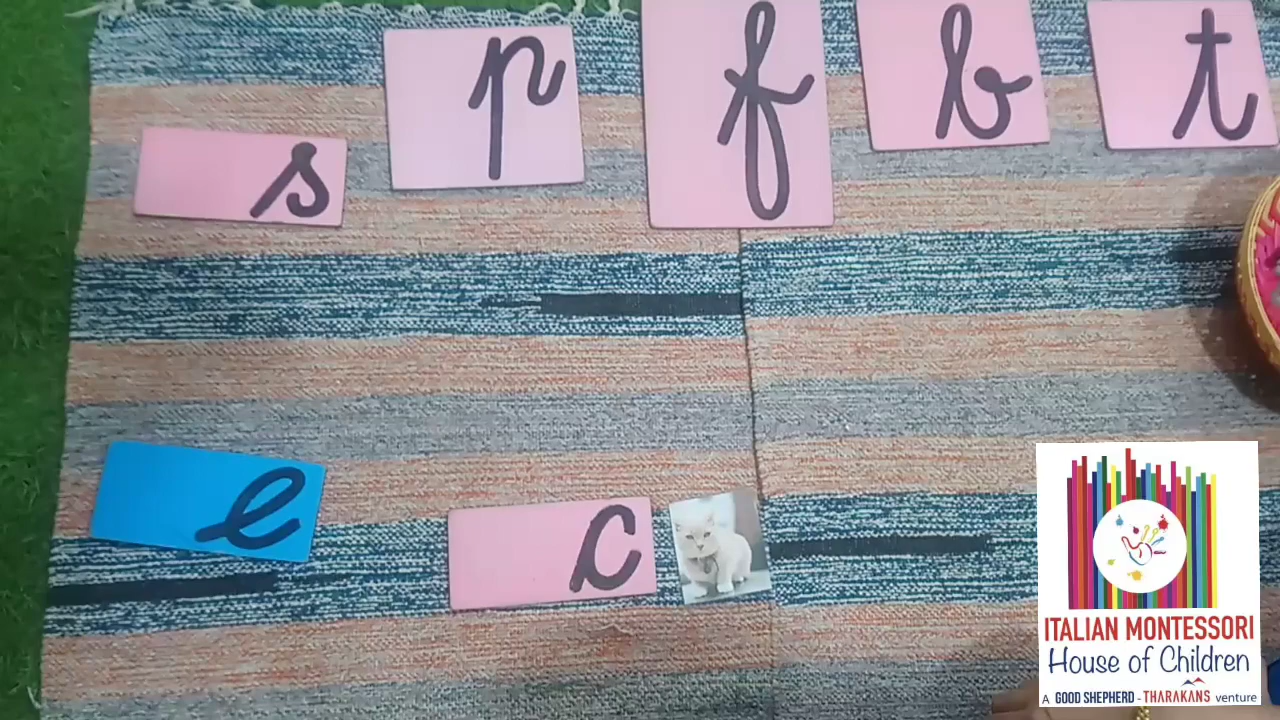 s
p
f
b
t
e
c
ITALIAN MONTESSORI
House of Children
A GOOD SHEPHERD - THARAKANS venture